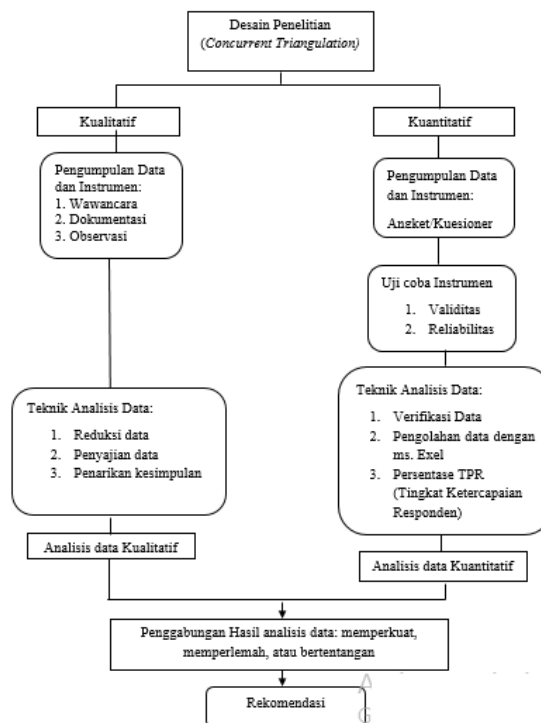 Desain Penelitian
(Concurrent Triangulation)
Kualitatif
Kuantitatif
Pengumpulan Data
dan Instrumen:
1. Wawancara
2. Dokumentasi
3. Observasi
Pengumpulan Data
dan Instrumen:
Angket/Kuesioner
Uji coba Instrumen
1. Validitas
2. Reliabilitas
Teknik Analisis Data:
1. Reduksi data
2. Penyajian data
3. Penarikan kesimpulan
Teknik Analisis Data:
1. Verifikasi Data
2. Pengolahan data dengan
ms. Exel
3. Persentase TPR
(Tingkat Ketercapaian
Responden)
Analisis data Kualitatif
Analisis data Kuantitatif
Penggabungan Hasil analisis data: memperkuat,
memperlemah, atau bertentangan
Rekomendasi